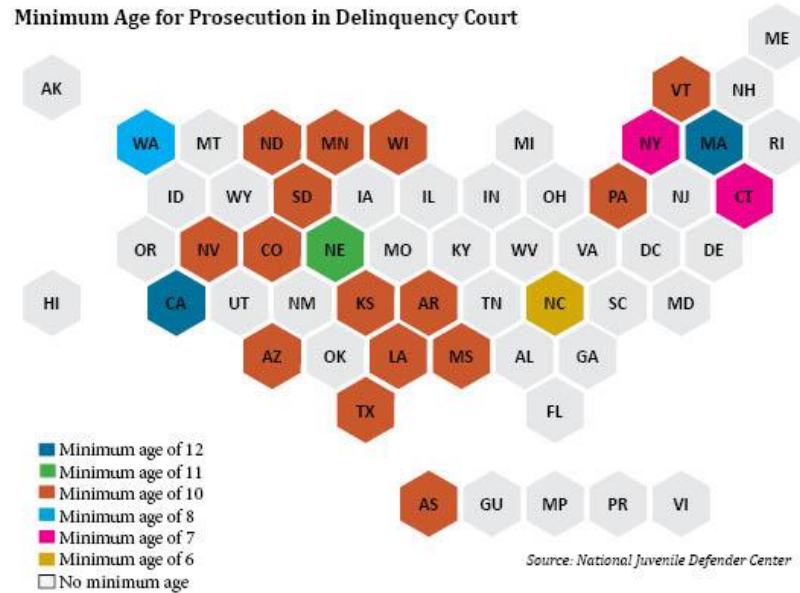 Minimum Age for Prosecution in Delinquency Court
ME
AK
VT
NH
WA
MT
ND
MN
WI
MI
NY
MA
RI
ID
WY
SD
IA
IL
IN
OH
PA
NJ
CT
OR
NV
CO
NE
MO
KY
WV
VA
DC
DE
HI
CA
UT
NM
KS
AR
TN
NC
SC
MD
AZ
OK
LA
MS
AL
GA
TX
FL
Minimum age of 12
Minimum age of 11
Minimum age of 10
Minimum age of 8
Minimum age of 7
Minimum age of 6
No minimum age
AS
GU
MP
PR
VI
Source: National Juvenile Defender Center